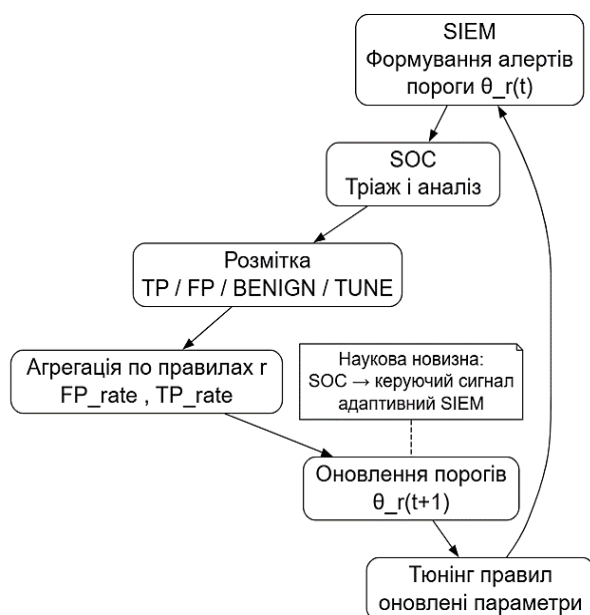 SIEM
Формування алертів
пороги θ_r(t)
SOC
Тріаж і аналіз
Розмітка
TP / FP / BENIGN / TUNE
Агрегація по правилах r
FP_rate , TP_rate
Наукова новизна:
SOC → керуючий сигнал
адаптивний SIEM
Оновлення порогів
θ_r(t+1)
Тюнінг правил
оновлені параметри